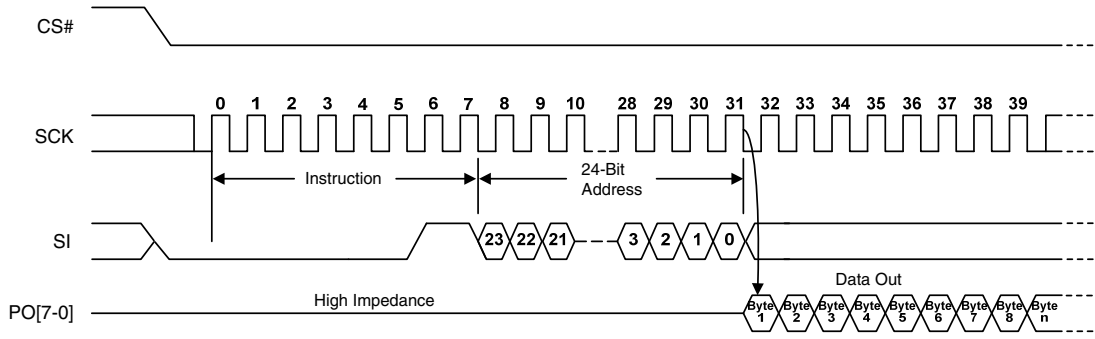 CS#
0 1 2 3 4 5 6 7 8 9 10 28 29 30 31 32 33 34 35 36 37 38 39
SCK
Instruction
24-Bit
Address
SI
23 22 21 3 2 1 0
Data Out
High Impedance
PO[7-0]
Byte 1 Byte 2 Byte 3 Byte 4 Byte 5 Byte 6 Byte 7 Byte 8 Byte n